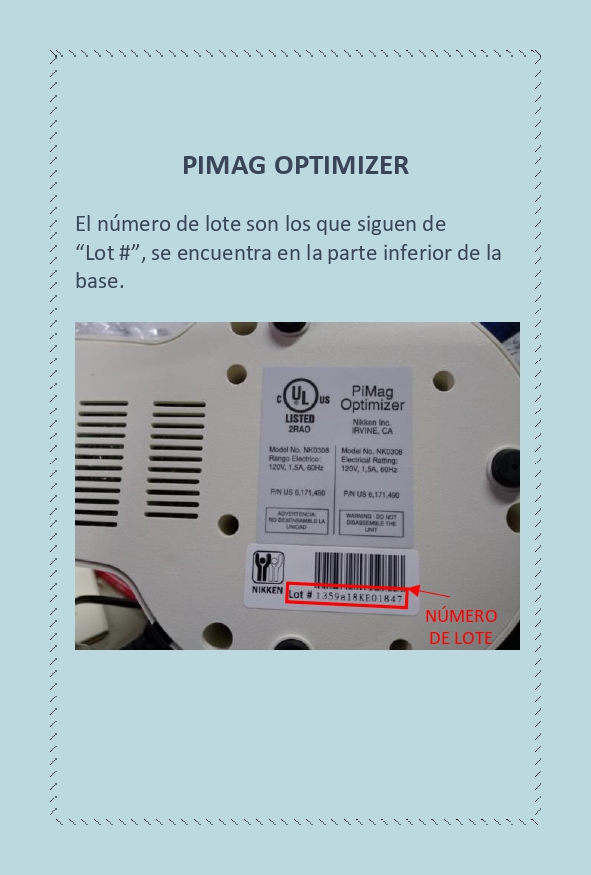 PIMAG OPTIMIZER
El número de lote son los que siguen de
“Lot #”, se encuentra en la parte inferior de la
base.
C UL US
LISTED
2RAO
PiMag
Optimizer
Nikken Inc.
IRVINE, CA
Model No. NK0308
Rango Electrico:
120V, 1.5A, 60Hz
P/N US 6,171,490
ADVERTENCIA:
NO DESENSAMBLE LA
UNIDAD
Model No. NK0308
Electrical Ratting:
120V, 1.5A, 60Hz
P/N US 6,171,490
WARNING : DO NOT
DISASSEMBLE THE
UNIT
NIKKEN
Lot # 1359a18KE01847
NÚMERO
DE LOTE